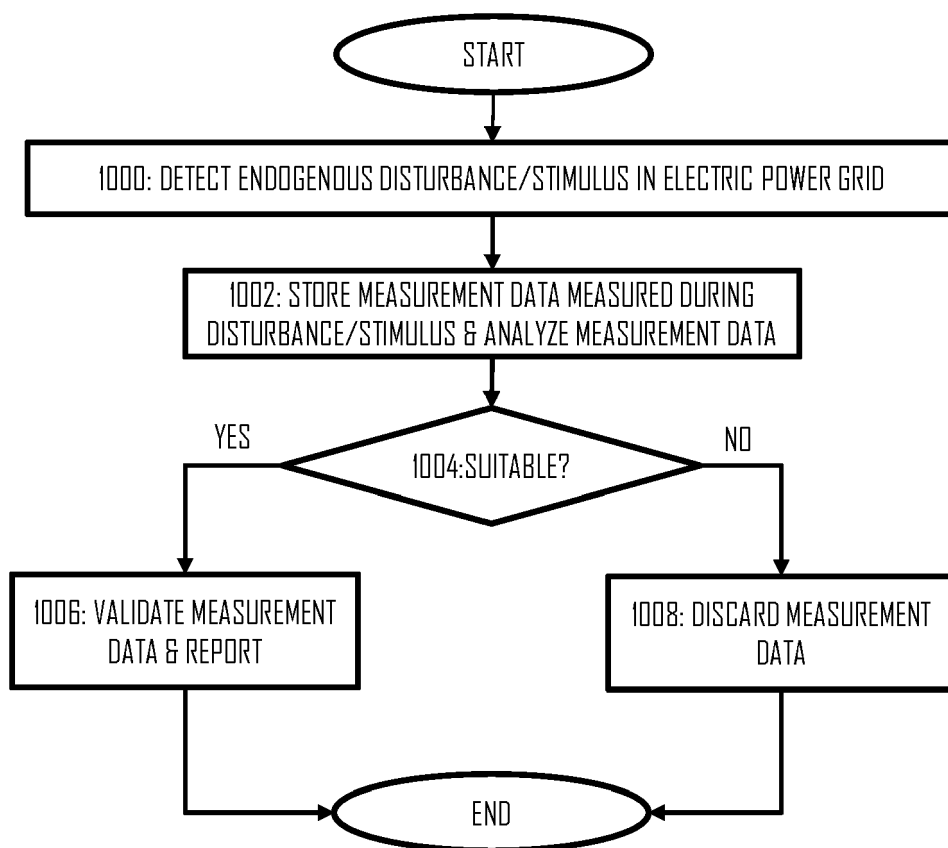 START
1000: DETECT ENDOGENOUS DISTURBANCE/STIMULUS IN ELECTRIC POWER GRID
1002: STORE MEASUREMENT DATA MEASURED DURING
DISTURBANCE/STIMULUS & ANALYZE MEASUREMENT DATA
YES
NO
1004:SUITABLE?
1006: VALIDATE MEASUREMENT
DATA & REPORT
1008: DISCARD MEASUREMENT
DATA
END